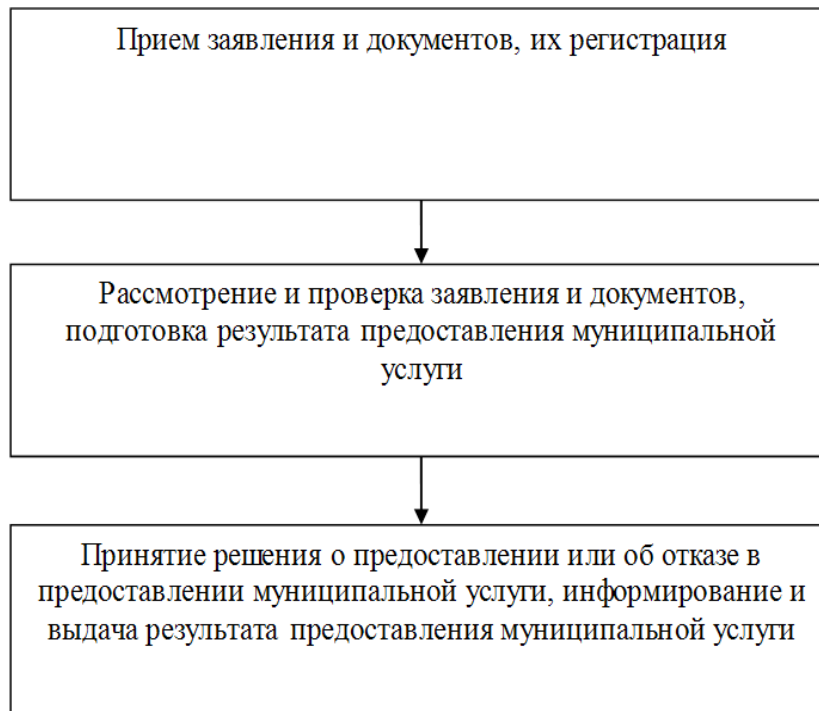 Прием заявления и документов, их регистрация
Рассмотрение и проверка заявления и документов,
подготовка результата предоставления муниципальной
услуги
Принятие решения о предоставлении или об отказе в
предоставлении муниципальной услуги, информирование и
выдача результата предоставления муниципальной услуги